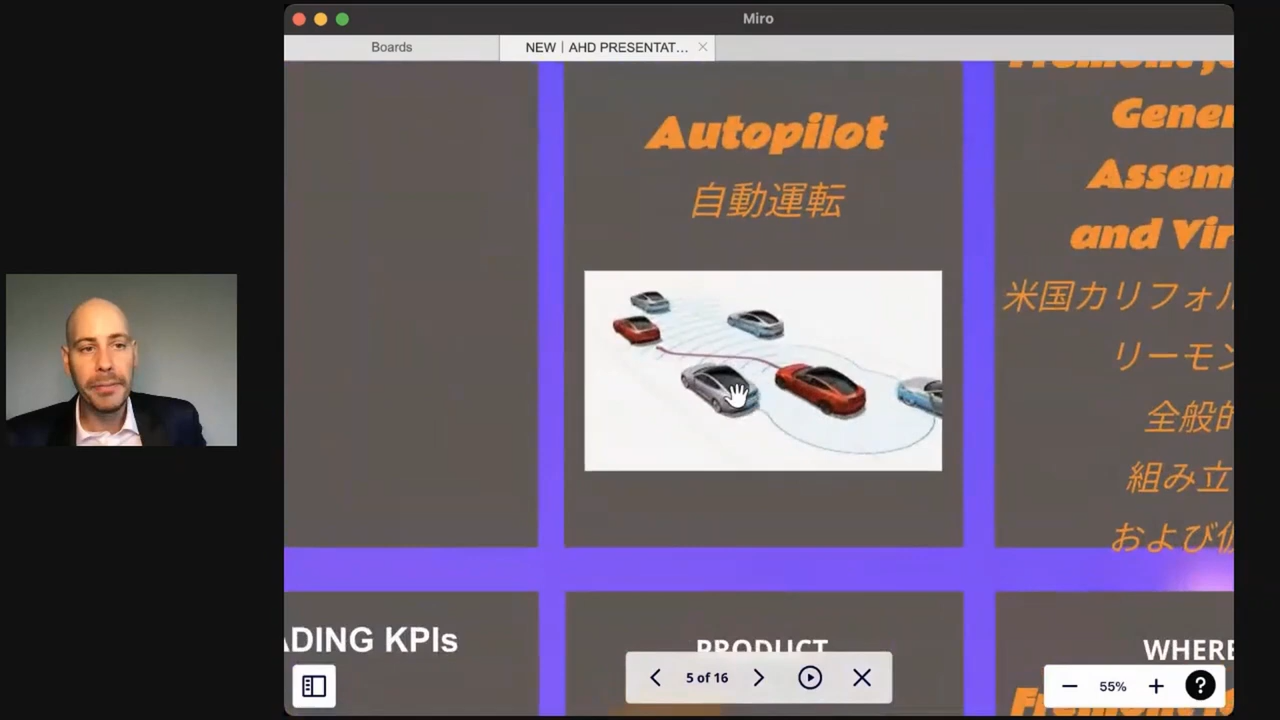 Miro
Boards
NEW | AHD PRESENTAT...
Autopilot
自動運転
Gener
Assem
and Vir
米国カリフォル
リーモン
全般的
組み立
および仮
ADING KPIs
PRODUCT
WHERE
5 of 16
55%
?